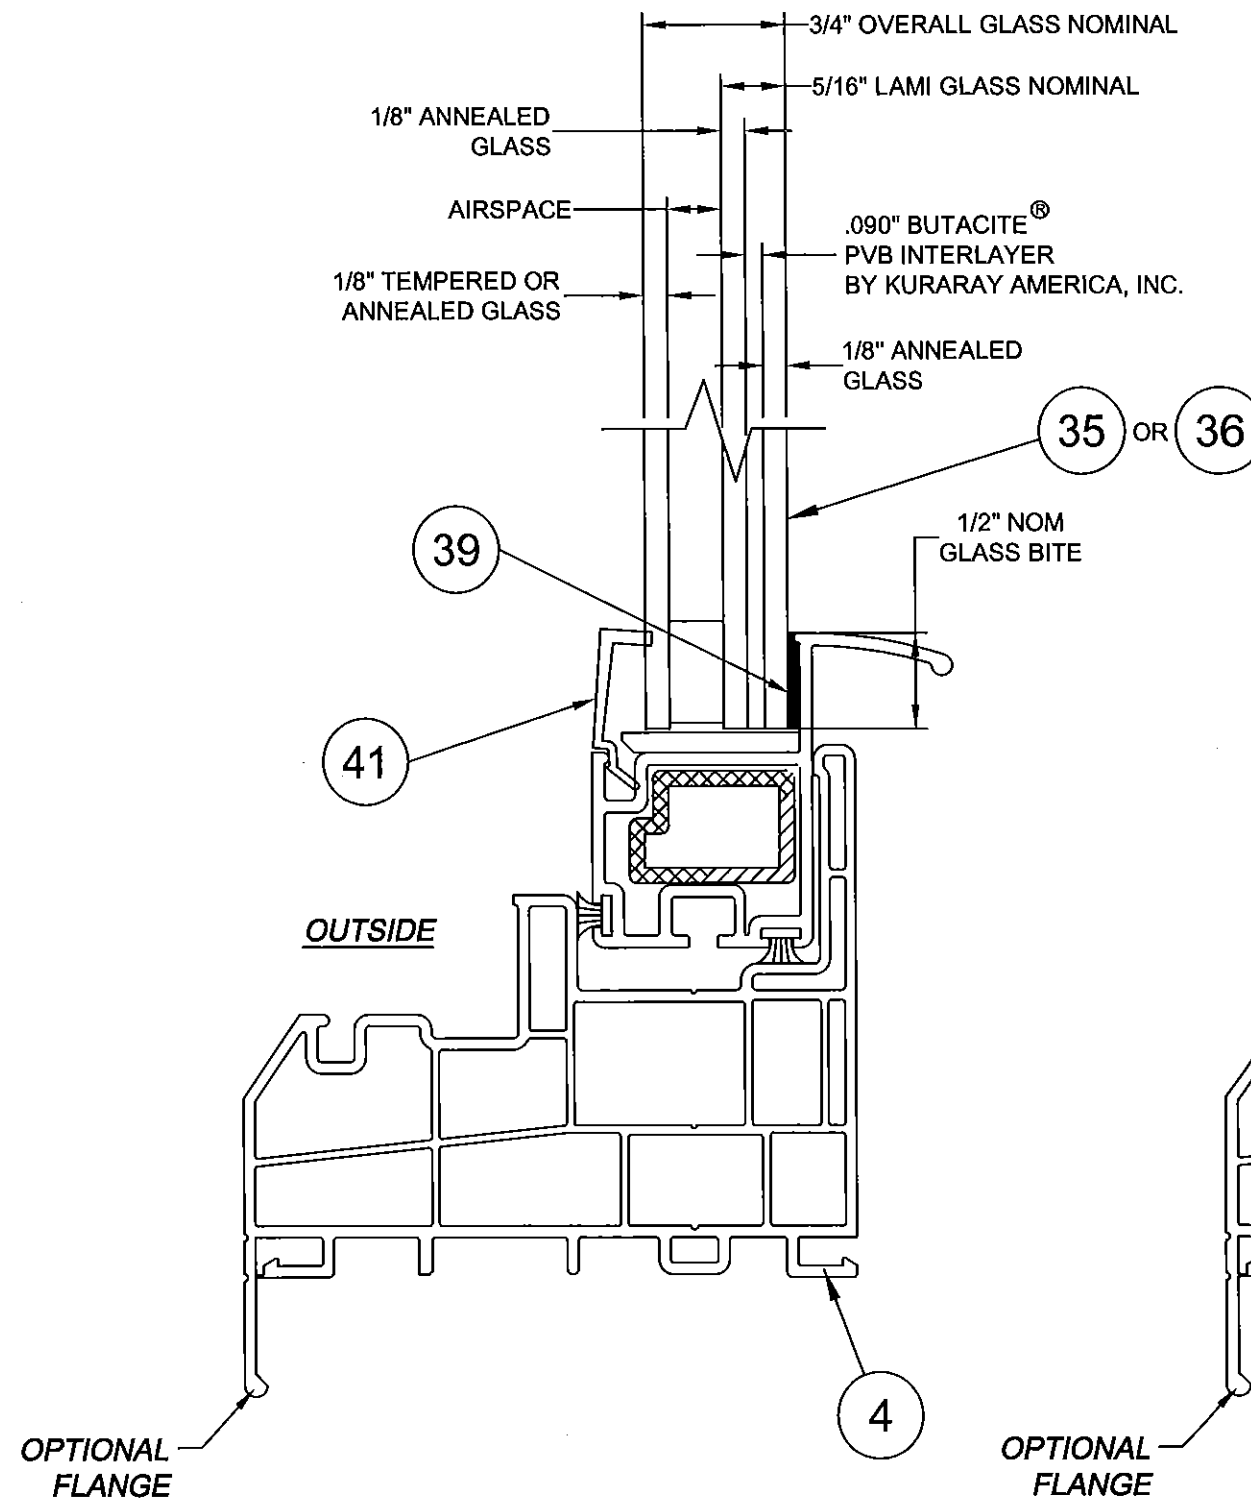 3/4" OVERALL GLASS NOMINAL
5/16" LAMI GLASS NOMINAL
1/8" ANNEALED
GLASS
AIRSPACE
.090" BUTACITE®
PVB INTERLAYER
BY KURARAY AMERICA, INC.
1/8" TEMPERED OR
ANNEALED GLASS
1/8" ANNEALED
GLASS
35 OR 36
1/2" NOM
GLASS BITE
39
41
OUTSIDE
4
OPTIONAL
FLANGE
OPTIONAL
FLANGE